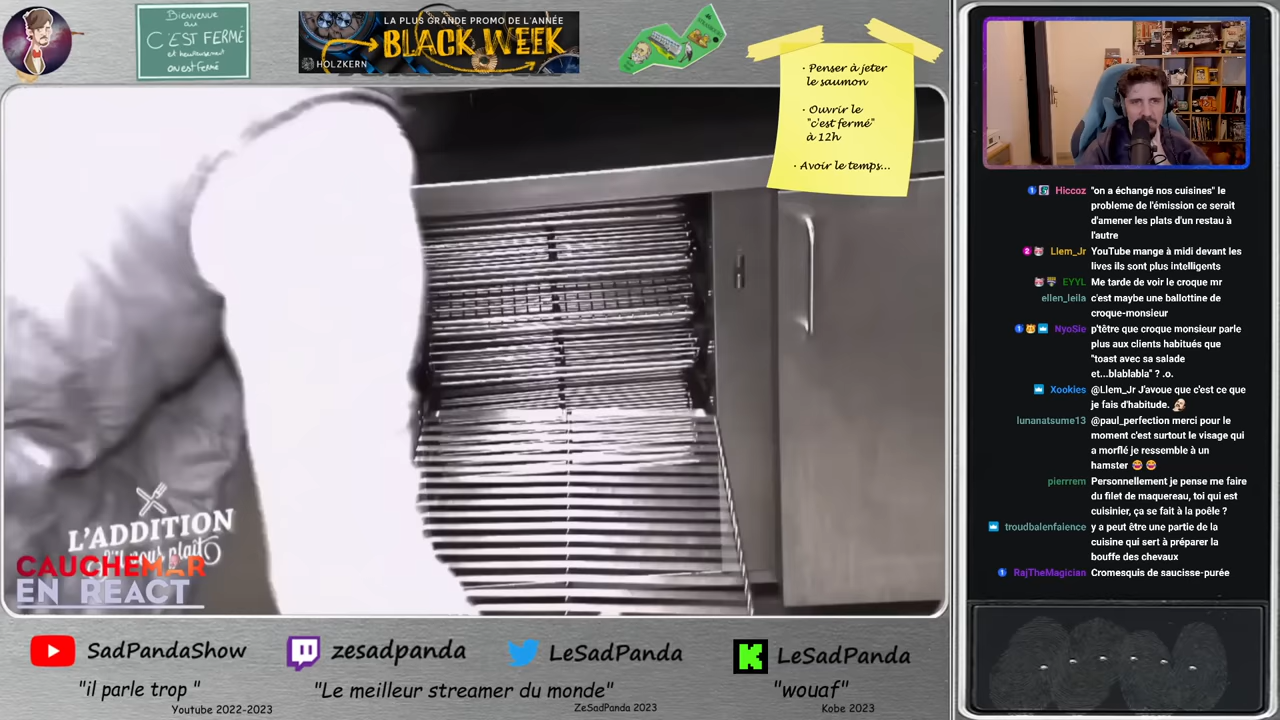 Bienvenue
au
C'EST FERMÉ
et heureusement
on est fermé
LA PLUS GRANDE PROMO DE L'ANNÉE
BLACK WEEK
HOLZKERN
· Penser à jeter
le saumon
· Ouvrir le
"c'est fermé"
à 12h
· Avoir le temps...
L'ADDITION
s'il vous plaît
CAUCHEMAR
EN REACT
SadPandaShow
zesadpanda
LeSadPanda
LeSadPanda
"il parle trop "
Youtube 2022-2023
"Le meilleur streamer du monde"
ZeSadPanda 2023
"wouaf"
Kobe 2023
Hiccoz "on a échangé nos cuisines" le
probleme de l'émission ce serait
d'amener les plats d'un restau à
l'autre
Llem_Jr YouTube mange à midi devant les
lives ils sont plus intelligents
EYYL Me tarde de voir le croque mr
ellen_leila c'est maybe une ballottine de
croque-monsieur
NyoSie p'têtre que croque monsieur parle
plus aux clients habitués que
"toast avec sa salade
et...blablabla" ? .o.
Xookies @Llem_Jr J'avoue que c'est ce que
je fais d'habitude.
lunanatsume13 @paul_perfection merci pour le
moment c'est surtout le visage qui
a morflé je ressemble à un
hamster
pierrrem Personnellement je pense me faire
du filet de maquereau, toi qui est
cuisinier, ça se fait à la poêle ?
troudbalenfaience y a peut être une partie de la
cuisine qui sert à préparer la
bouffe des chevaux
RajTheMagician Cromesquis de saucisse-purée